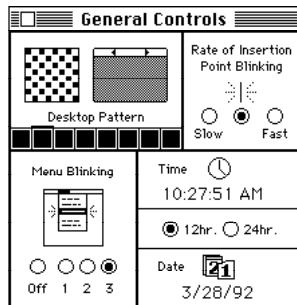 General Controls
Rate of Insertion
Point Blinking
Desktop Pattern
Slow Fast
Menu Blinking
Off 1 2 3
Time
10:27:51 AM
12hr. 24hr.
Date
21
3/28/92